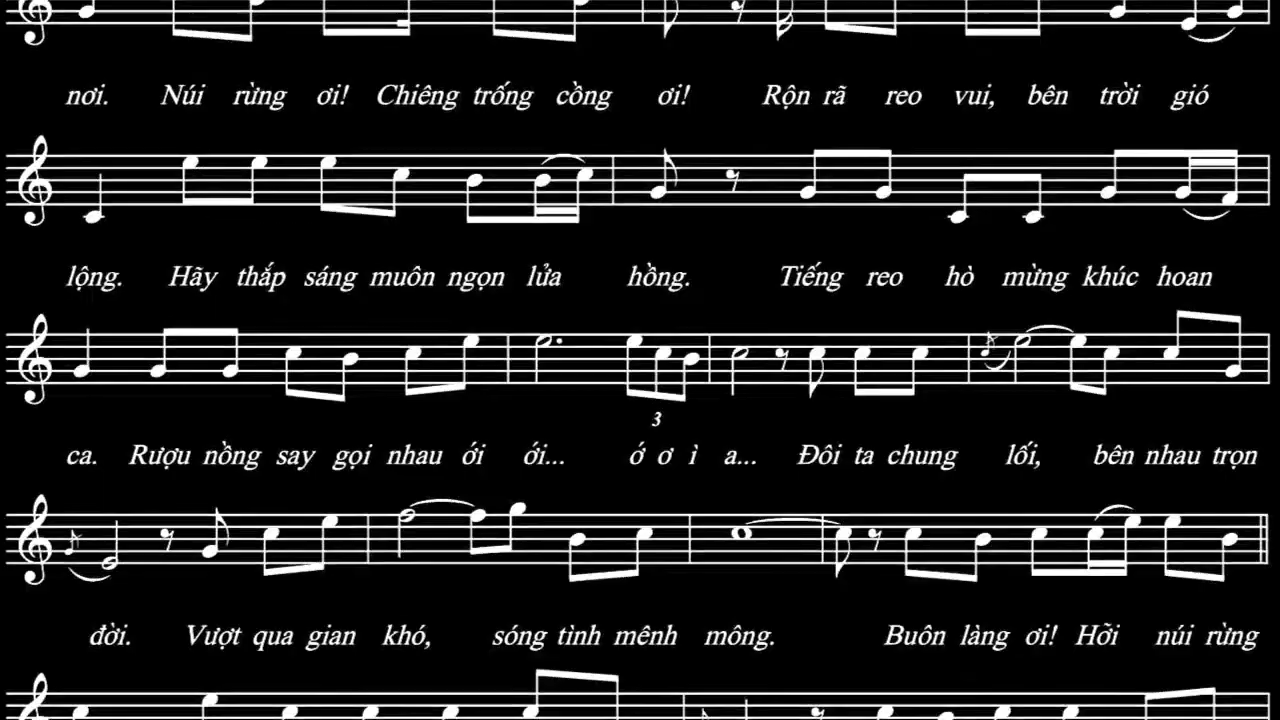 nơi. Núi rừng ơi! Chiêng trống cồng ơi! Rộn rã reo vui, bên trời gió
lộng. Hãy thắp sáng muôn ngọn lửa hồng. Tiếng reo hò mừng khúc hoan
3
ca. Rượu nồng say gọi nhau ới ới... ớ ơ ì a... Đôi ta chung lối, bên nhau trọn
đời. Vượt qua gian khó, sóng tình mênh mông. Buôn làng ơi! Hỡi núi rừng